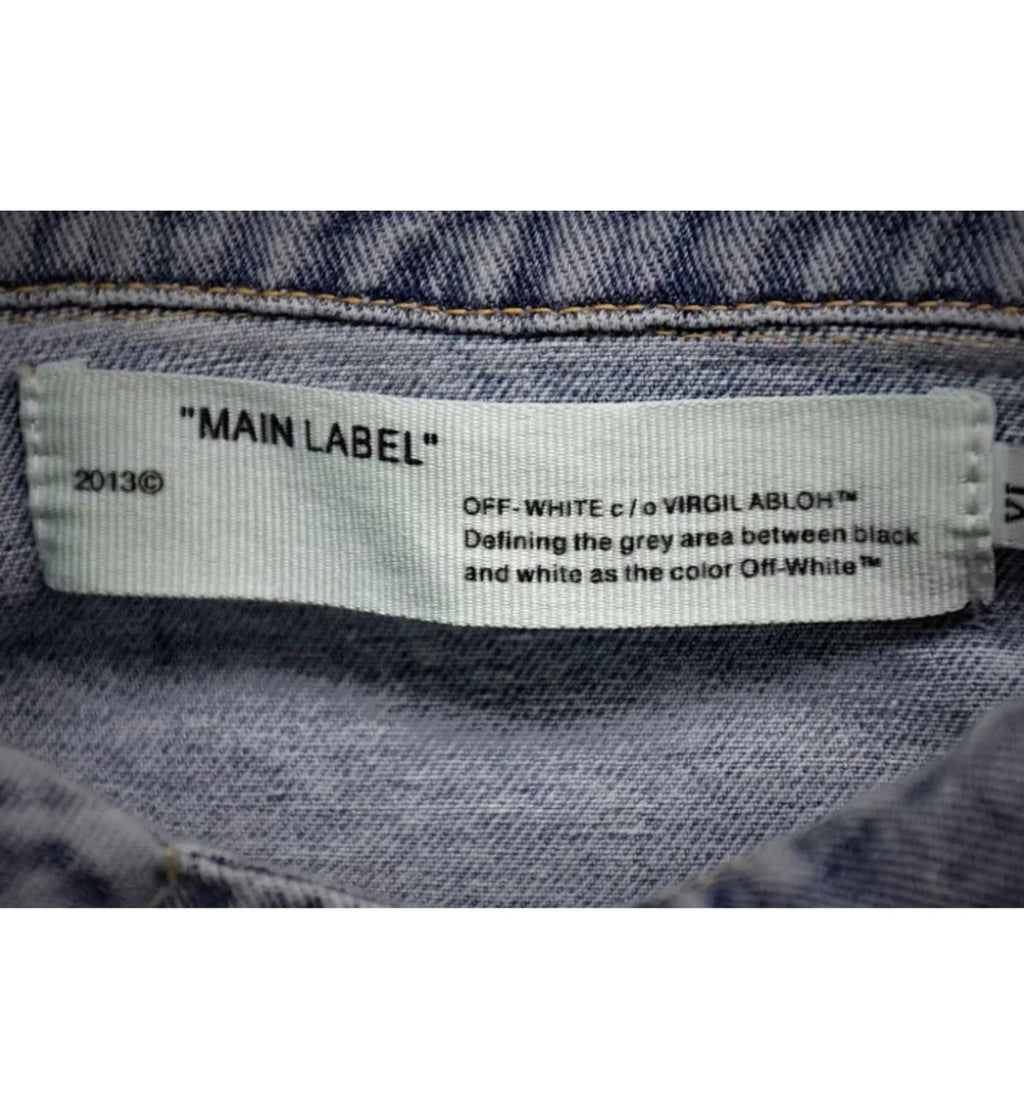 "MAIN LABEL"
2013©
OFF-WHITE c/o VIRGIL ABLOH™
Defining the grey area between black
and white as the color Off-White™